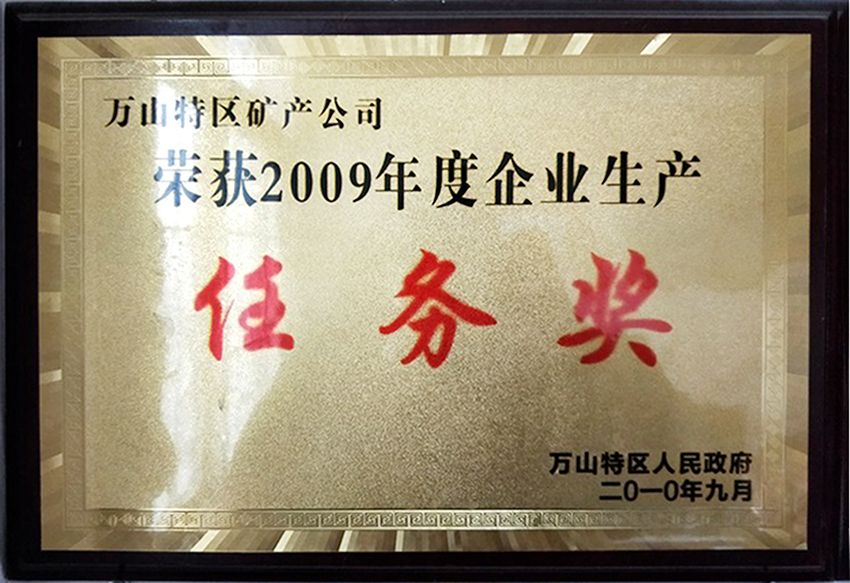 万山特区矿产公司
荣获2009年度企业生产
任务奖
万山特区人民政府
二〇一〇年九月